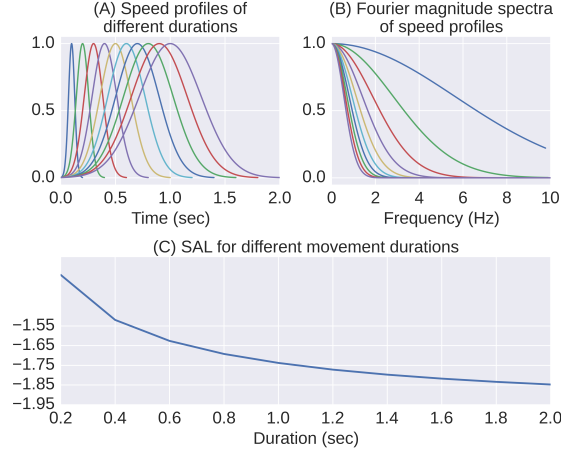 (A) Speed profiles of
different durations
(B) Fourier magnitude spectra
of speed profiles
1.0
0.5
0.0
0.0 0.5 1.0 1.5 2.0
Time (sec)
1.0
0.5
0.0
0 2 4 6 8 10
Frequency (Hz)
(C) SAL for different movement durations
−1.55
−1.65
−1.75
−1.85
−1.95
0.2 0.4 0.6 0.8 1.0 1.2 1.4 1.6 1.8 2.0
Duration (sec)